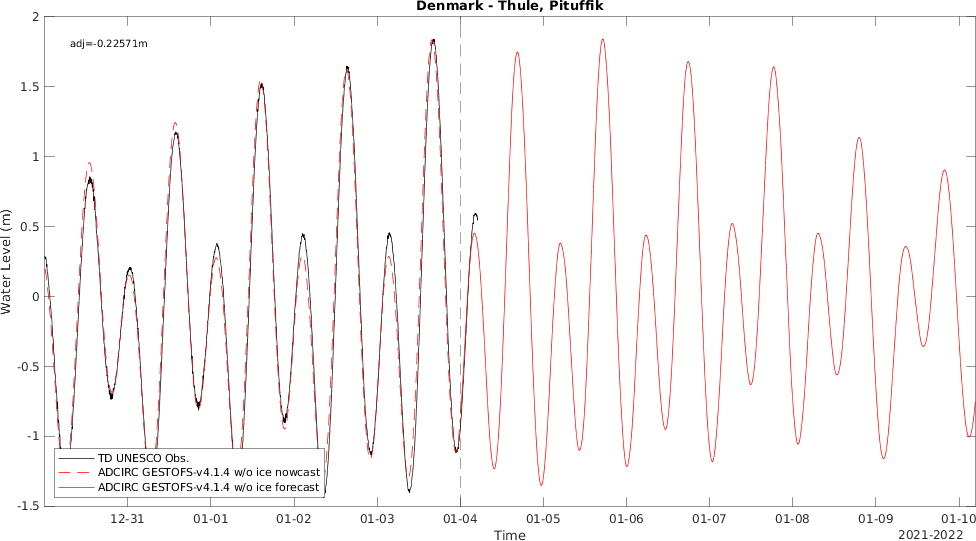 Denmark - Thule, Pituffik
adj=-0.22571m
2
1.5
1
0.5
0
-0.5
-1
-1.5
Water Level (m)
TD UNESCO Obs.
ADCIRC GESTOFS-v4.1.4 w/o ice nowcast
ADCIRC GESTOFS-v4.1.4 w/o ice forecast
12-31 01-01 01-02 01-03 01-04 01-05 01-06 01-07 01-08 01-09 01-10
Time
2021-2022